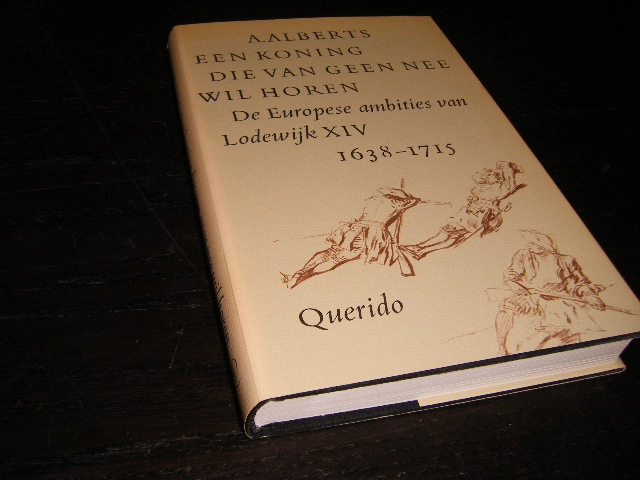 A. ALBERTS
EEN KONING
DIE VAN GEEN NEE
WIL HOREN
De Europese ambities van
Lodewijk XIV
1638-1715
Querido